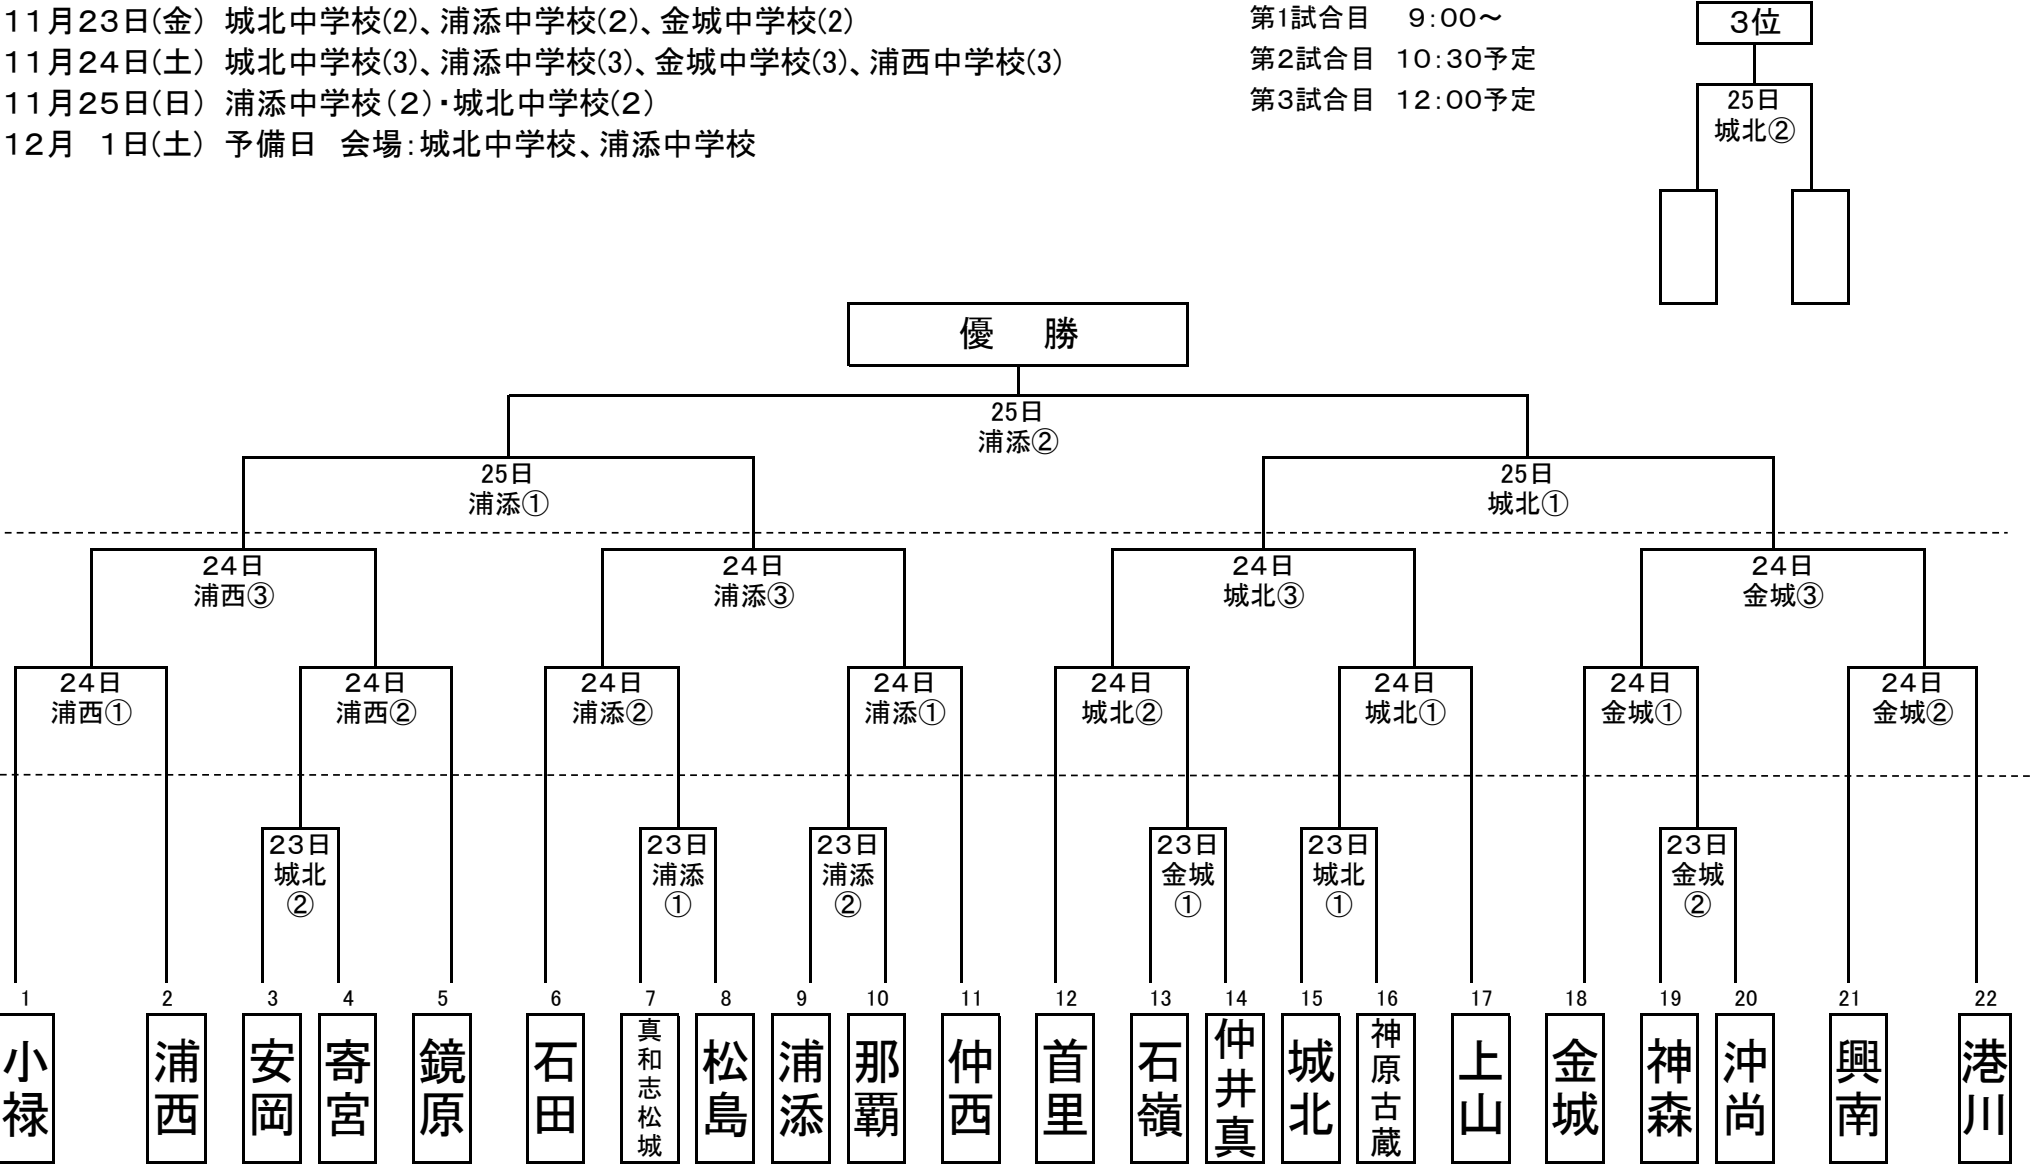 11月23日(金) 城北中学校(2)、浦添中学校(2)、金城中学校(2)
11月24日(土) 城北中学校(3)、浦添中学校(3)、金城中学校(3)、浦西中学校(3)
11月25日(日) 浦添中学校(2)・城北中学校(2)
12月 1日(土) 予備日 会場:城北中学校、浦添中学校
第1試合目 9:00～
第2試合目 10:30予定
第3試合目 12:00予定
3位
25日
城北②
優 勝
25日
浦添②
25日
浦添①
25日
城北①
24日
浦西③
24日
浦添③
24日
城北③
24日
金城③
24日
浦西①
24日
浦西②
24日
浦添②
24日
浦添①
24日
城北②
24日
城北①
24日
金城①
24日
金城②
23日
城北
②
23日
浦添
①
23日
浦添
②
23日
金城
①
23日
城北
①
23日
金城
②
1
小禄
2
浦西
3
安岡
4
寄宮
5
鏡原
6
石田
7
真和志松城
8
松島
9
浦添
10
那覇
11
仲西
12
首里
13
石嶺
14
仲井真
15
城北
16
神原古蔵
17
上山
18
金城
19
神森
20
沖尚
21
興南
22
港川